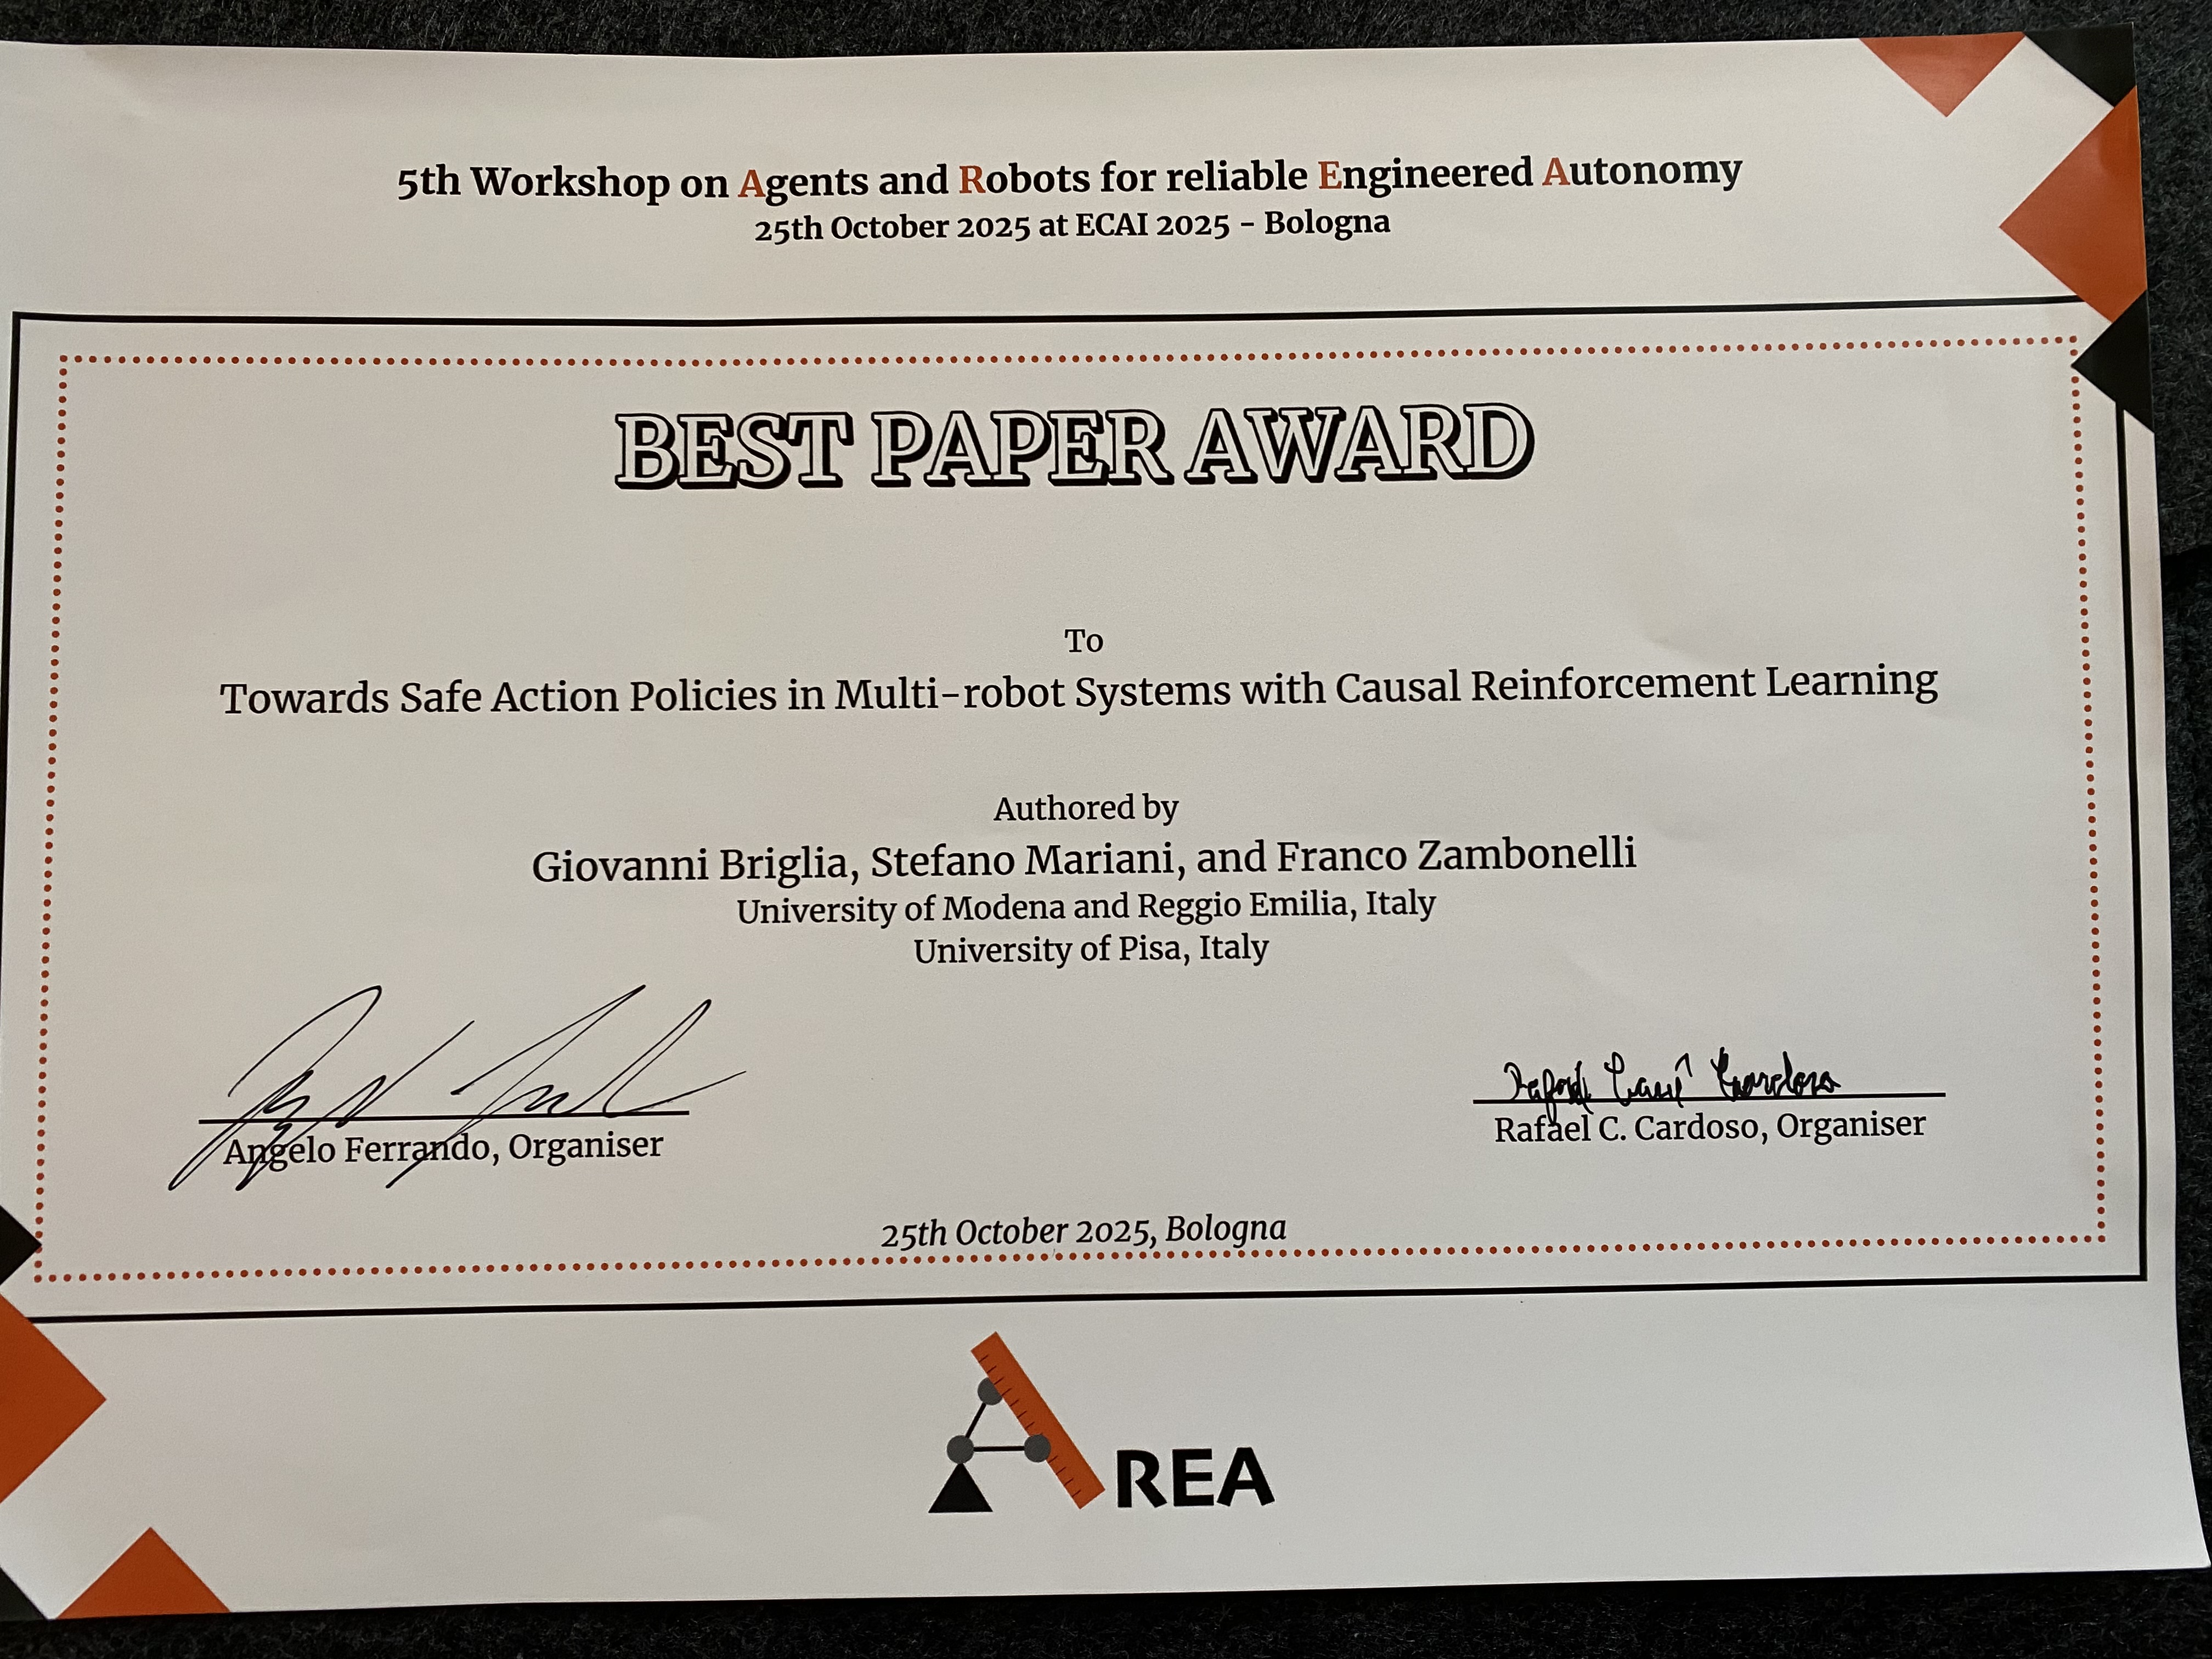 5th Workshop on Agents and Robots for reliable Engineered Autonomy
25th October 2025 at ECAI 2025 - Bologna
BEST PAPER AWARD
To
Towards Safe Action Policies in Multi-robot Systems with Causal Reinforcement Learning
Authored by
Giovanni Briglia, Stefano Mariani, and Franco Zambonelli
University of Modena and Reggio Emilia, Italy
University of Pisa, Italy
Angelo Ferrando, Organiser
Rafael C. Cardoso, Organiser
25th October 2025, Bologna
AREA